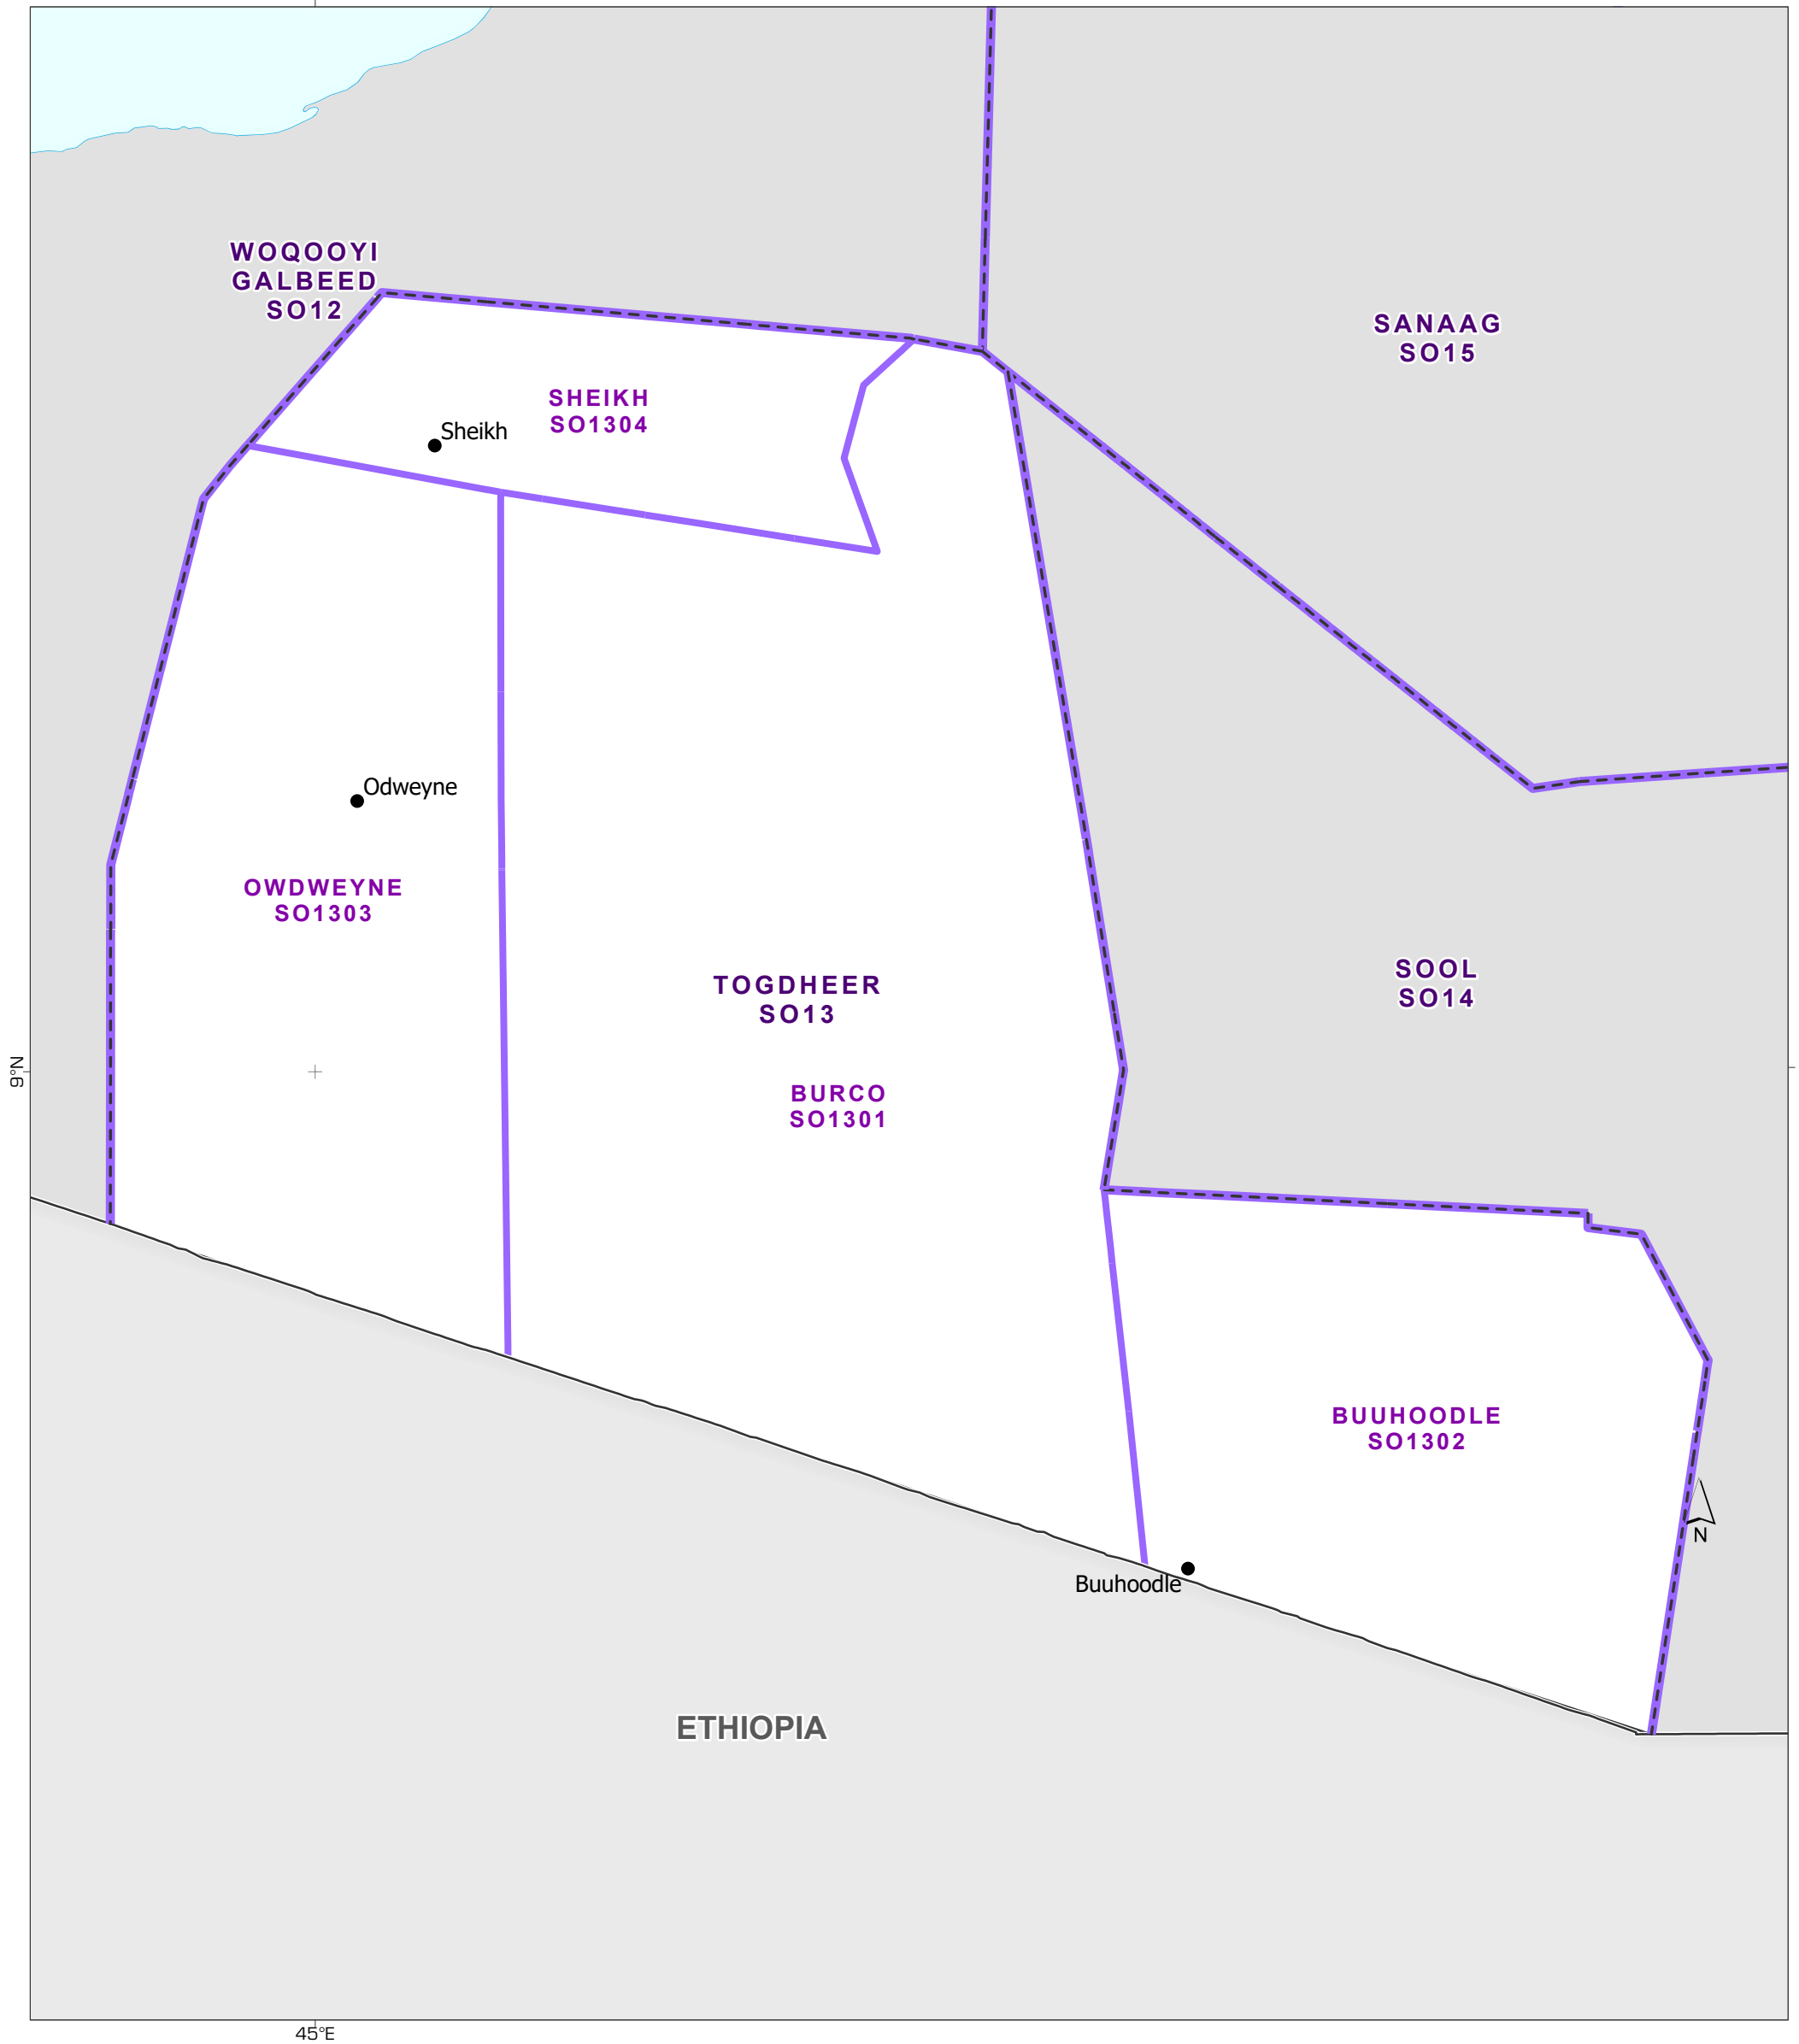 WOQOOYI
GALBEED
SO12
SANAAG
SO15
SHEIKH
SO1304
Sheikh
Odweyne
OWDWEYNE
SO1303
TOGDHEER
SO13
SOOL
SO14
9°N
BURCO
SO1301
BUUHOODLE
SO1302
N
Buuhoodle
ETHIOPIA
45°E